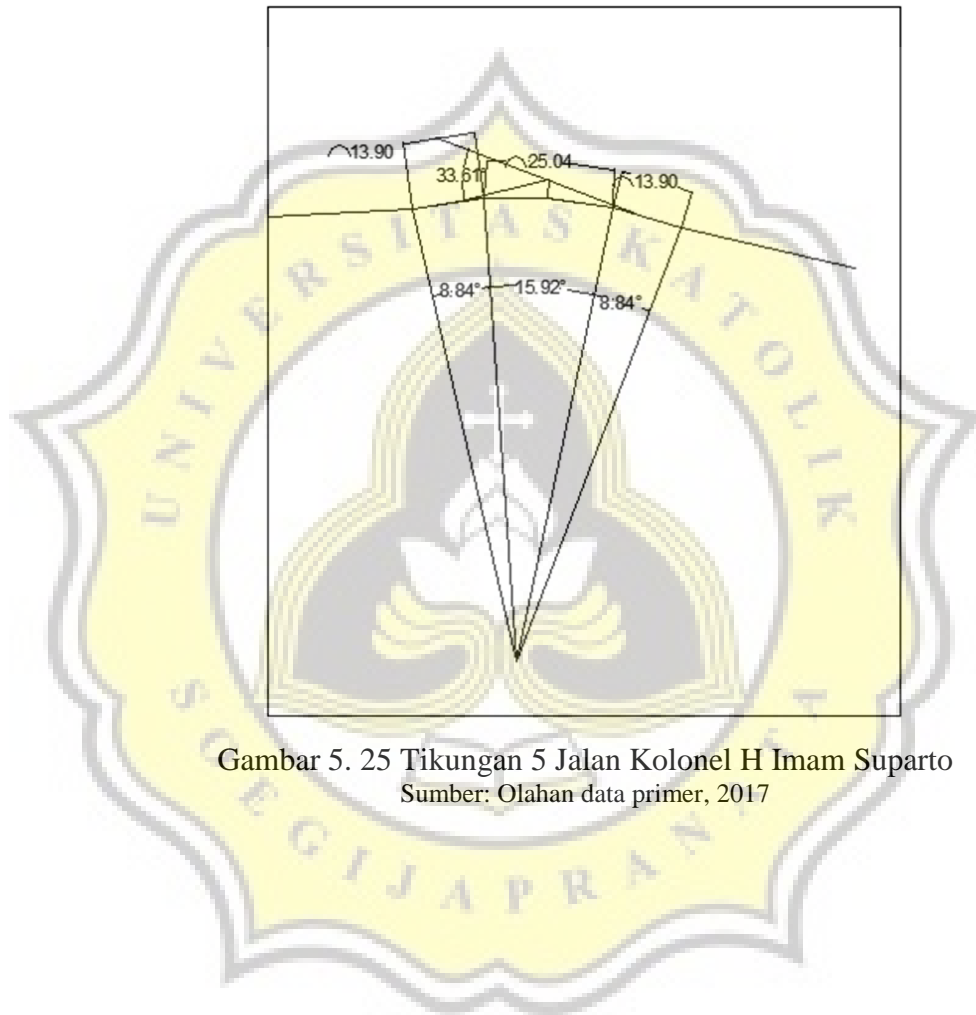 ⌒13.90
⌒25.04
33.61°
⌒13.90
8.84°
15.92°
8.84°
UNIVERSITAS KATOLIK
SOEGIJAPRANATA
Gambar 5. 25 Tikungan 5 Jalan Kolonel H Imam Suparto
Sumber: Olahan data primer, 2017